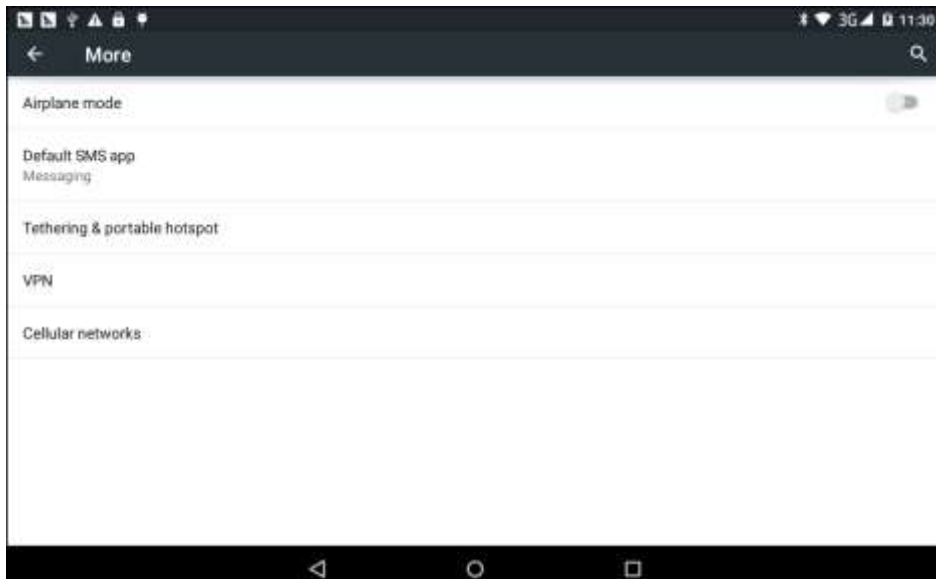 3G 11:30
More
Airplane mode
Default SMS app
Messaging
Tethering & portable hotspot
VPN
Cellular networks